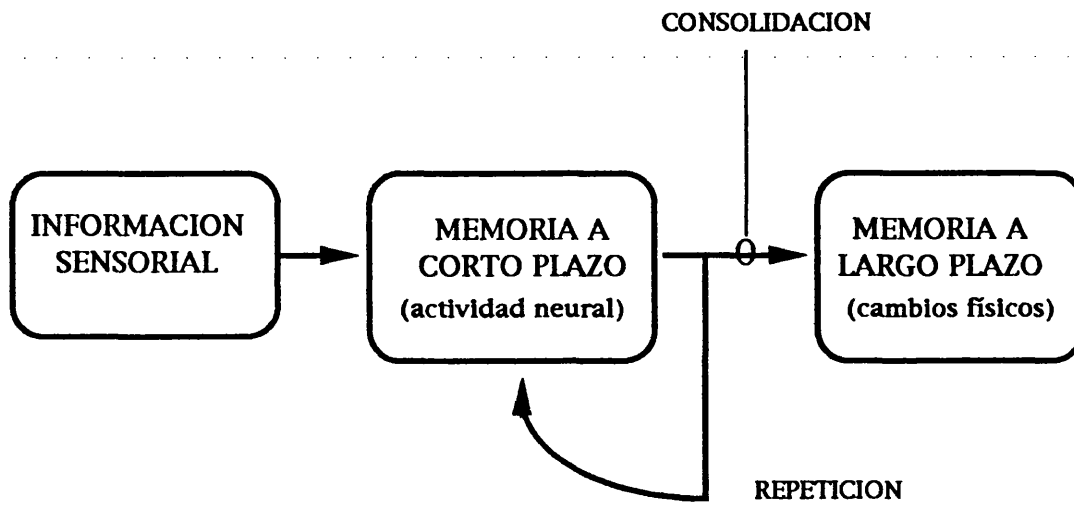 CONSOLIDACION
INFORMACION
SENSORIAL
MEMORIA A
CORTO PLAZO
(actividad neural)
MEMORIA A
LARGO PLAZO
(cambios físicos)
REPETICION